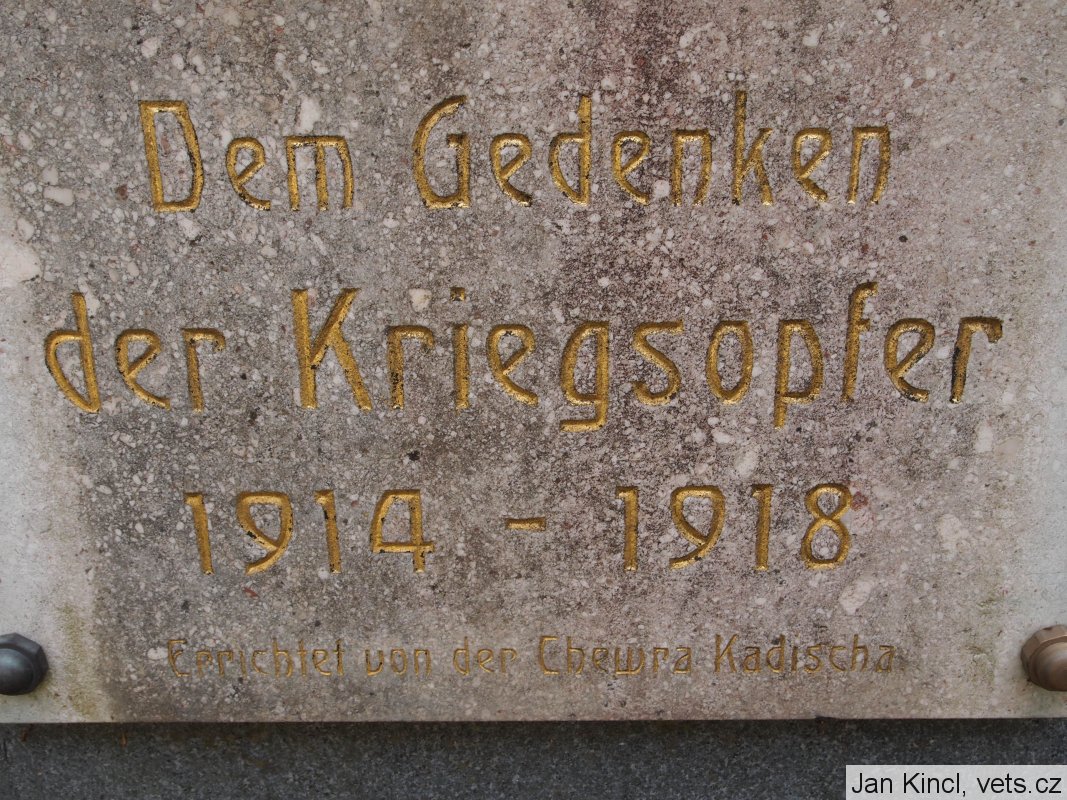 Dem Gedenken
der Kriegsopfer
1914 - 1918
Errichtet von der Chewra Kadischa
Jan Kincl, vets.cz